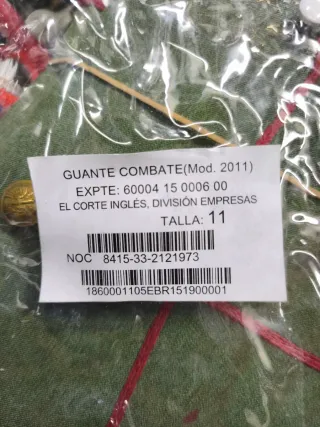 GUANTE COMBATE(Mod. 2011)
EXPTE: 60004 15 0006 00
EL CORTE INGLÉS, DIVISIÓN EMPRESAS
TALLA: 11
NOC 8415-33-2121973
1860001105EBR151900001